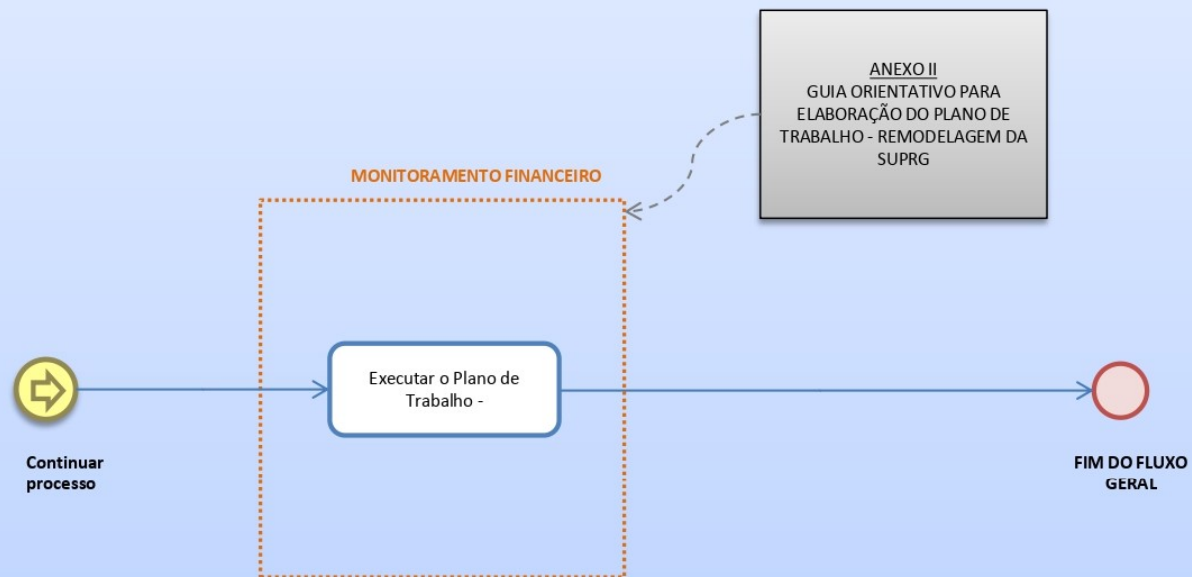 ANEXO II
GUIA ORIENTATIVO PARA
ELABORAÇÃO DO PLANO DE
TRABALHO - REMODELAGEM DA
SUPRG
MONITORAMENTO FINANCEIRO
Executar o Plano de
Trabalho -
Continuar
processo
FIM DO FLUXO
GERAL